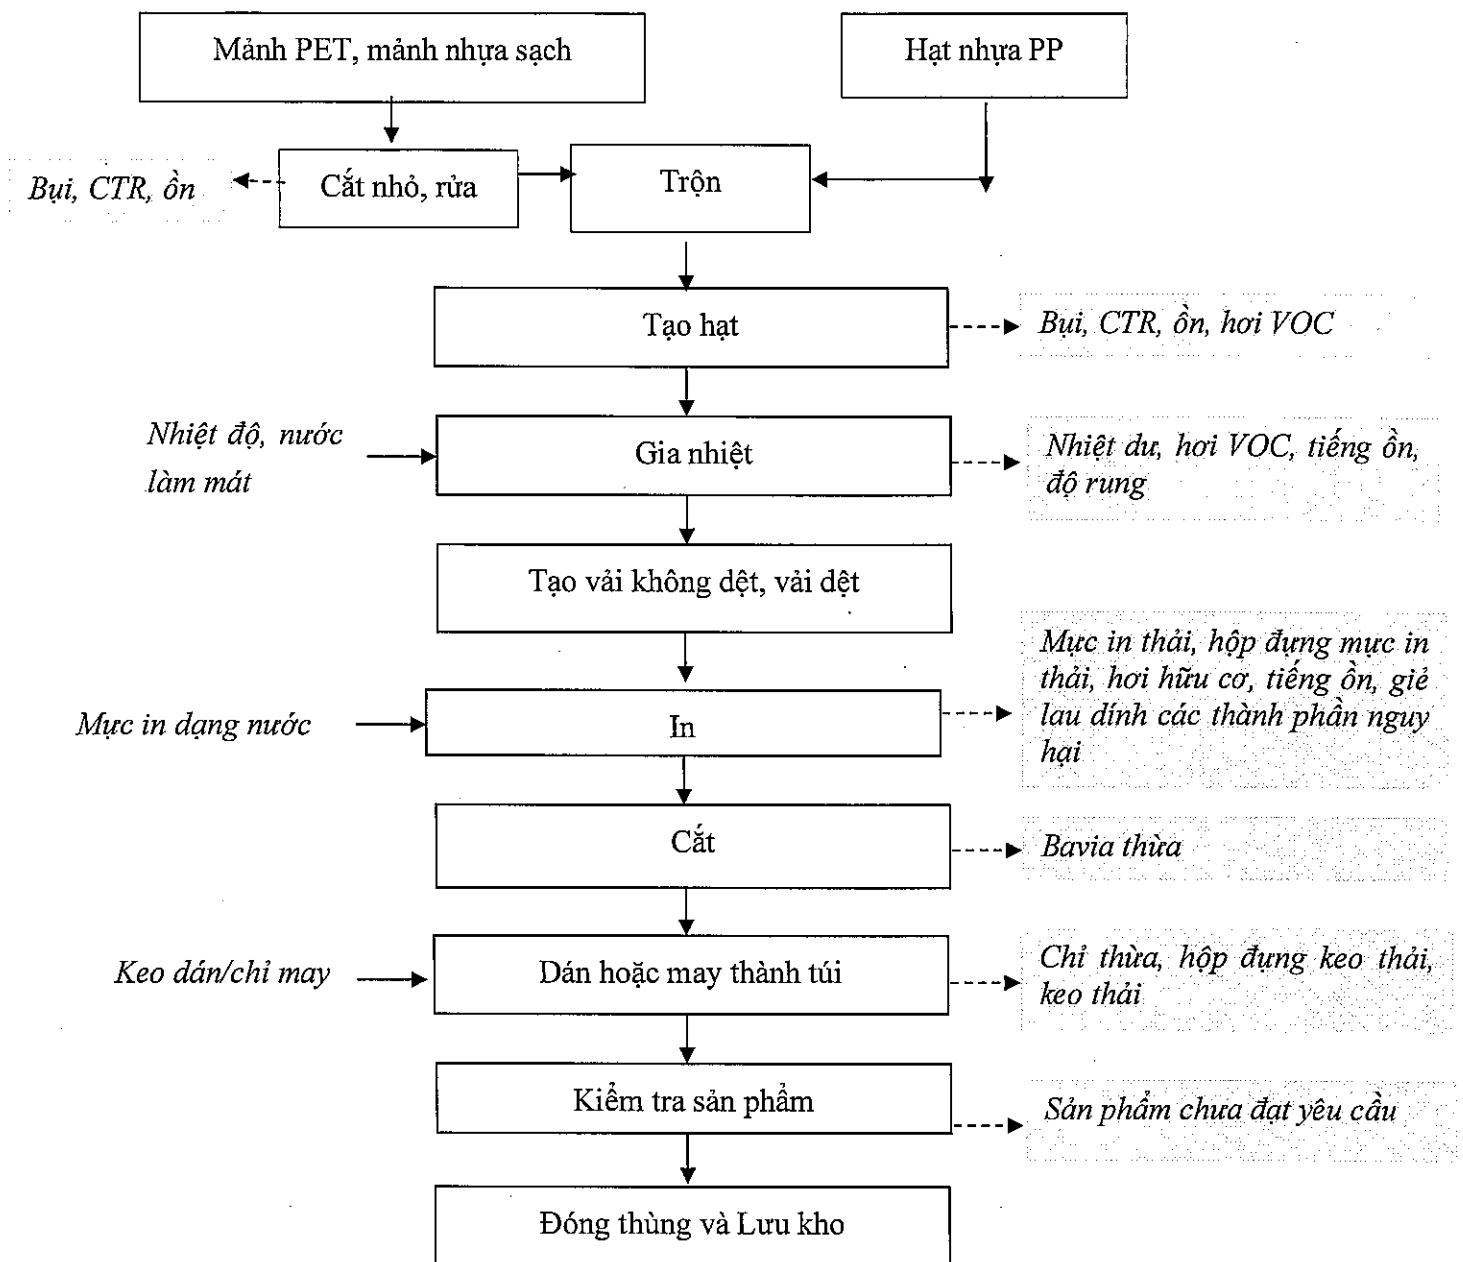 Mảnh PET, mảnh nhựa sạch
Hạt nhựa PP
Bụi, CTR, ồn
Cắt nhỏ, rửa
Trộn
Tạo hạt
Bụi, CTR, ồn, hơi VOC
Nhiệt độ, nước
làm mát
Gia nhiệt
Nhiệt dư, hơi VOC, tiếng ồn,
độ rung
Tạo vải không dệt, vải dệt
Mực in dạng nước
In
Mực in thải, hộp đựng mực in
thải, hơi hữu cơ, tiếng ồn, giẻ
lau dính các thành phần nguy
hại
Cắt
Bavia thừa
Keo dán/chỉ may
Dán hoặc may thành túi
Chỉ thừa, hộp đựng keo thải,
keo thải
Kiểm tra sản phẩm
Sản phẩm chưa đạt yêu cầu
Đóng thùng và Lưu kho